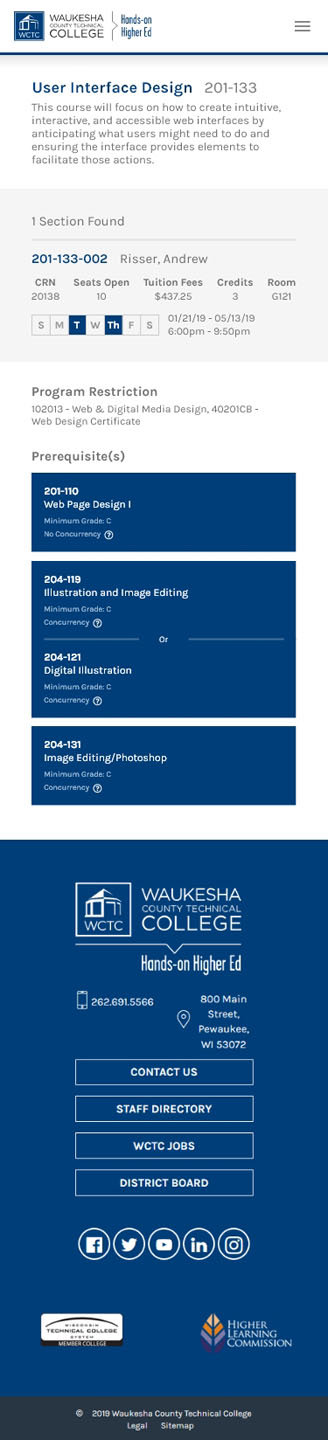 WCTC
WAUKESHA
COUNTY TECHNICAL
COLLEGE
Hands-on
Higher Ed
User Interface Design 201-133
This course will focus on how to create intuitive,
interactive, and accessible web interfaces by
anticipating what users might need to do and
ensuring the interface provides elements to
facilitate those actions.
1 Section Found
201-133-002 Risser, Andrew
CRN Seats Open Tuition Fees Credits Room
20138 10 $437.25 3 G121
S M T W Th F S
01/21/19 - 05/13/19
6:00pm - 9:50pm
Program Restriction
102013 - Web & Digital Media Design, 40201CB -
Web Design Certificate
Prerequisite(s)
201-110
Web Page Design I
Minimum Grade: C
No Concurrency ?
204-119
Illustration and Image Editing
Minimum Grade: C
Concurrency ?
Or
204-121
Digital Illustration
Minimum Grade: C
Concurrency ?
204-131
Image Editing/Photoshop
Minimum Grade: C
Concurrency ?
WCTC
WAUKESHA
COUNTY TECHNICAL
COLLEGE
Hands-on Higher Ed
262.691.5566
800 Main
Street,
Pewaukee,
WI 53072
CONTACT US
STAFF DIRECTORY
WCTC JOBS
DISTRICT BOARD
WISCONSIN
TECHNICAL COLLEGE
SYSTEM
MEMBER COLLEGE
HIGHER
LEARNING
COMMISSION
© 2019 Waukesha County Technical College
Legal Sitemap